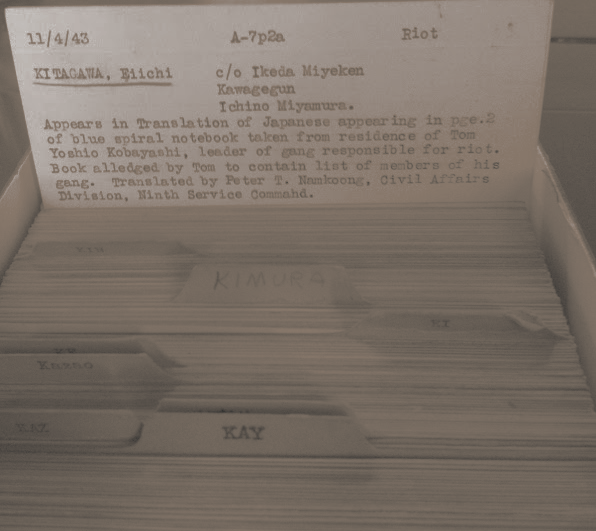 11/4/43 A-7p2a Riot
KITAGAWA, Eiichi c/o Ikeda Miyeken
Kawagegun
Ichino Miyamura.
Appears in Translation of Japanese appearing in pge.2
of blue spiral notebook taken from residence of Tom
Yoshio Kobayashi, leader of gang responsible for riot.
Book alledged by Tom to contain list of members of his
gang. Translated by Peter T. Namkoong, Civil Affairs
Division, Ninth Service Commahd.
KIM
KIMURA
KI
Kazno
KAY